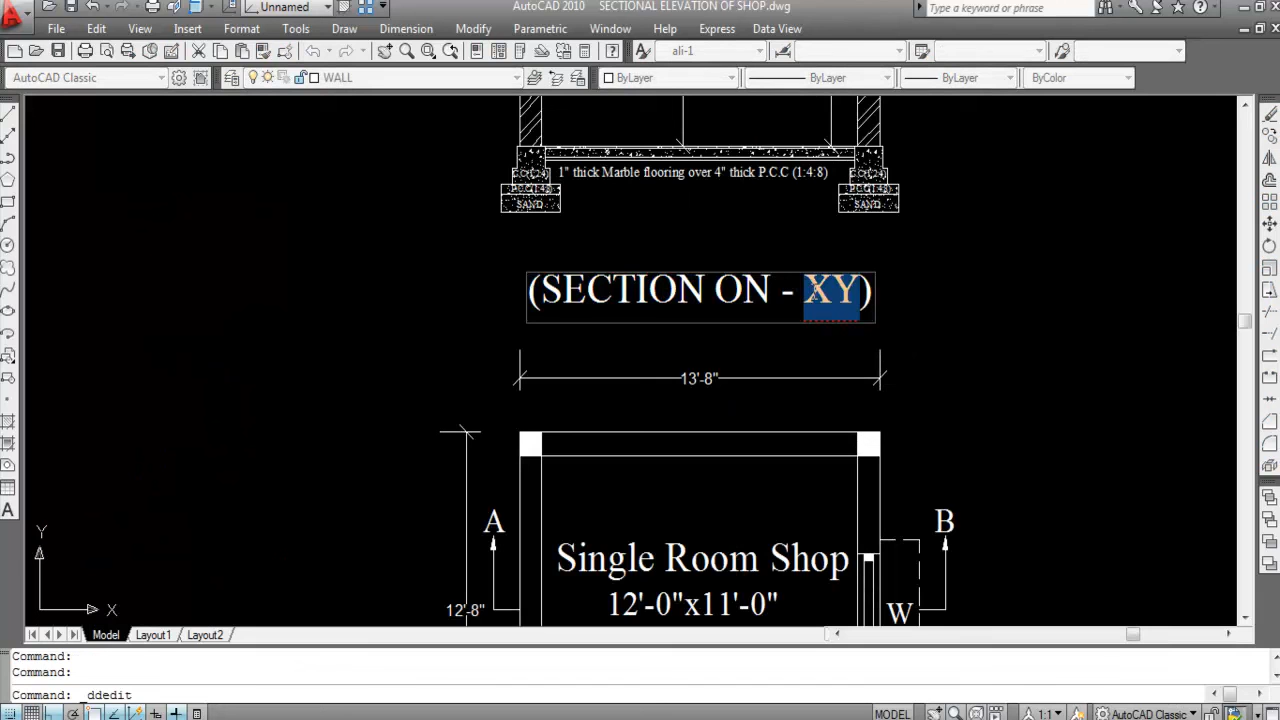 Unnamed
AutoCAD 2010 SECTIONAL ELEVATION OF SHOP.dwg
Type a keyword or phrase
File Edit View Insert Format Tools Draw Dimension Modify Parametric Window Help Express Data View
ali-1
AutoCAD Classic
WALL
ByLayer
ByLayer
ByLayer
ByColor
1" thick Marble flooring over 4" thick P.C.C (1:4:8)
SAND
SAND
(SECTION ON - XY)
13'-8"
A
B
Single Room Shop
12'-0"x11'-0"
12'-8"
W
Y
X
Model Layout1 Layout2
Command:
Command:
Command: _ddedit
MODEL
1:1
AutoCAD Classic